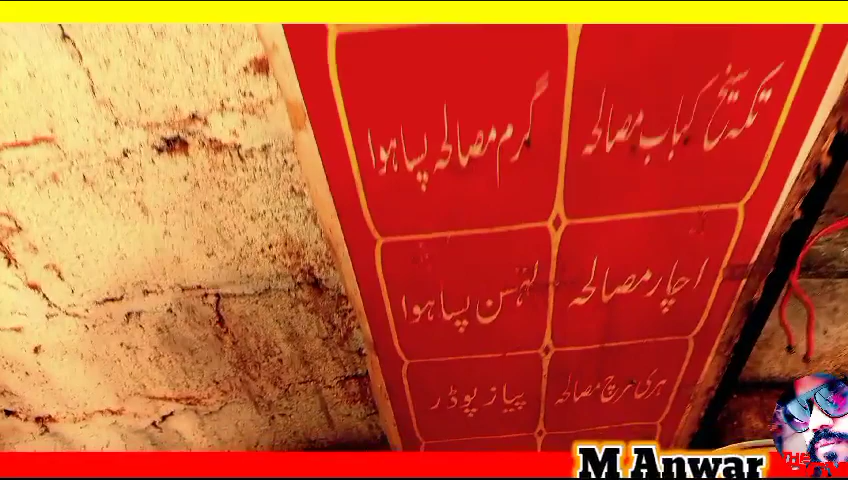 تکہ سیخ کباب مصالحہ
گرم مصالحہ پسا ہوا
اچار مصالحہ
لہسن پسا ہوا
ہری مرچ مصالحہ
پیاز پوڈر
M Anwar
THE